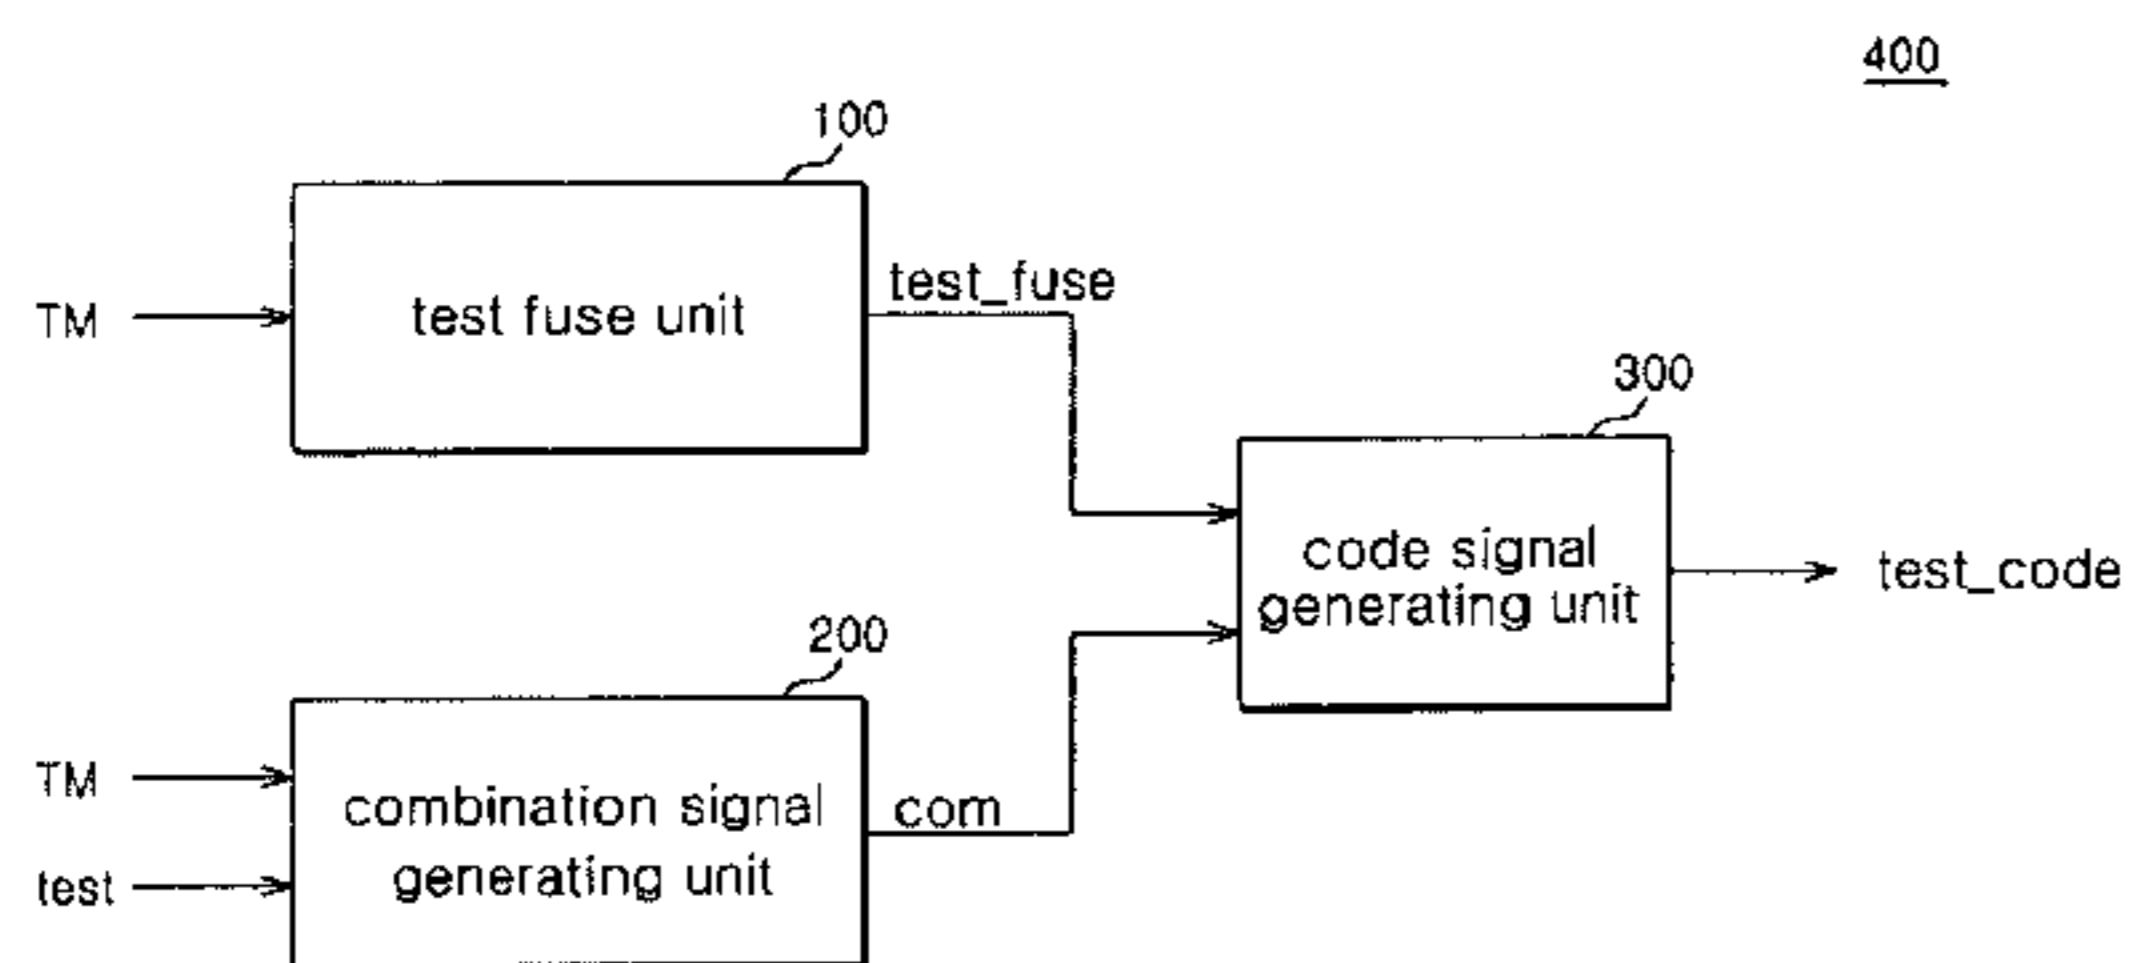 400
100
TM
test fuse unit
test_fuse
300
code signal
generating unit
test_code
200
TM
test
combination signal
generating unit
com